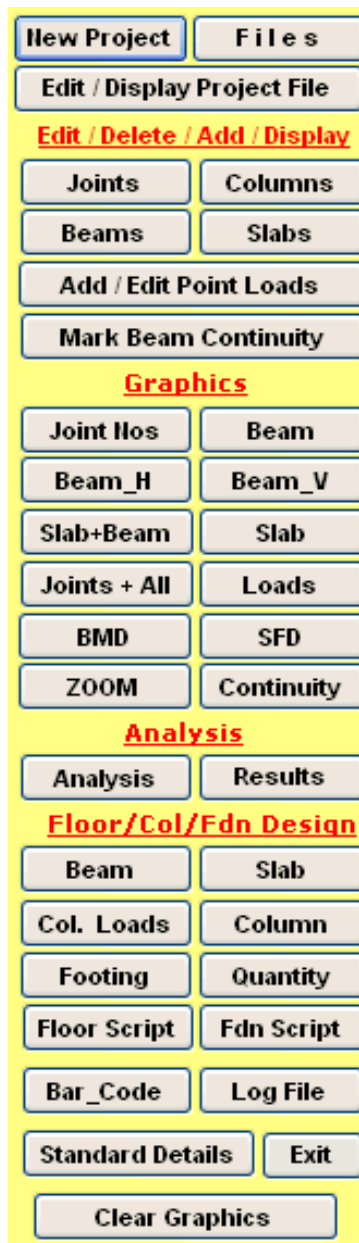 New Project Files
Edit / Display Project File
Edit / Delete / Add / Display
Joints Columns
Beams Slabs
Add / Edit Point Loads
Mark Beam Continuity
Graphics
Joint Nos Beam
Beam_H Beam_V
Slab+Beam Slab
Joints + All Loads
BMD SFD
ZOOM Continuity
Analysis
Analysis Results
Floor/Col/Fdn Design
Beam Slab
Col. Loads Column
Footing Quantity
Floor Script Fdn Script
Bar_Code Log File
Standard Details Exit
Clear Graphics